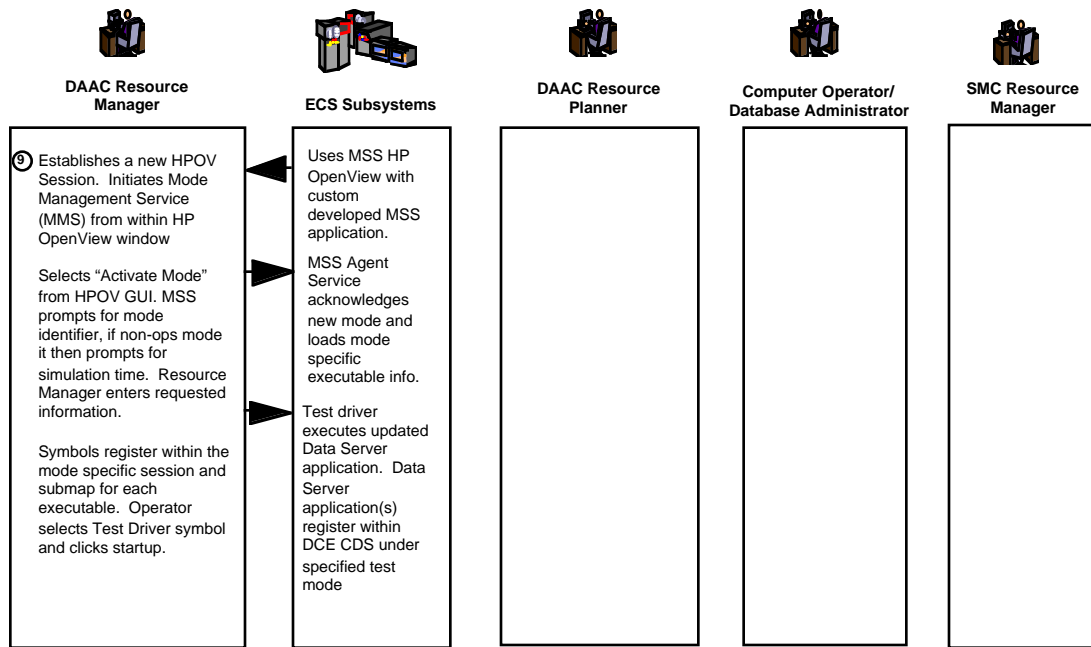 DAAC Resource
Manager
ECS Subsystems
DAAC Resource
Planner
Computer Operator/
Database Administrator
SMC Resource
Manager
9
Establishes a new HPOV
Session. Initiates Mode
Management Service
(MMS) from within HP
OpenView window
Selects “Activate Mode”
from HPOV GUI. MSS
prompts for mode
identifier, if non-ops mode
it then prompts for
simulation time. Resource
Manager enters requested
information.
Symbols register within the
mode specific session and
submap for each
executable. Operator
selects Test Driver symbol
and clicks startup.
Uses MSS HP
OpenView with
custom
developed MSS
application.
MSS Agent
Service
acknowledges
new mode and
loads mode
specific
executable info.
Test driver
executes updated
Data Server
application. Data
Server
application(s)
register within
DCE CDS under
specified test
mode